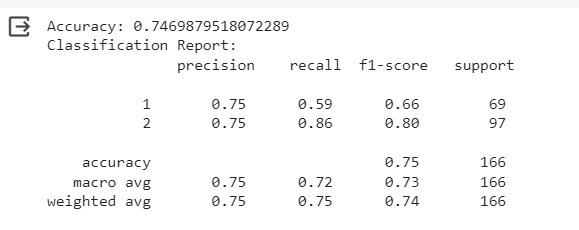 Accuracy: 0.7469879518072289
Classification Report:
precision recall f1-score support
1 0.75 0.59 0.66 69
2 0.75 0.86 0.80 97
accuracy 0.75 166
macro avg 0.75 0.72 0.73 166
weighted avg 0.75 0.75 0.74 166